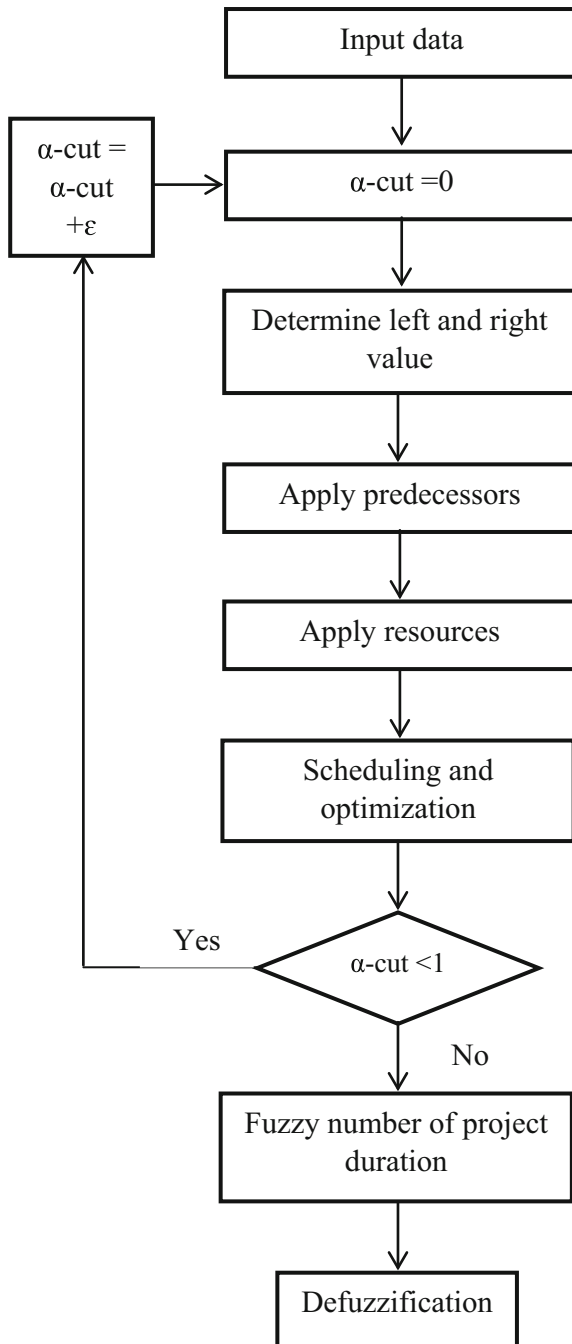 Input data
α-cut =
α-cut
+ε
α-cut =0
Determine left and right
value
Apply predecessors
Apply resources
Scheduling and
optimization
Yes
α-cut <1
No
Fuzzy number of project
duration
Defuzzification